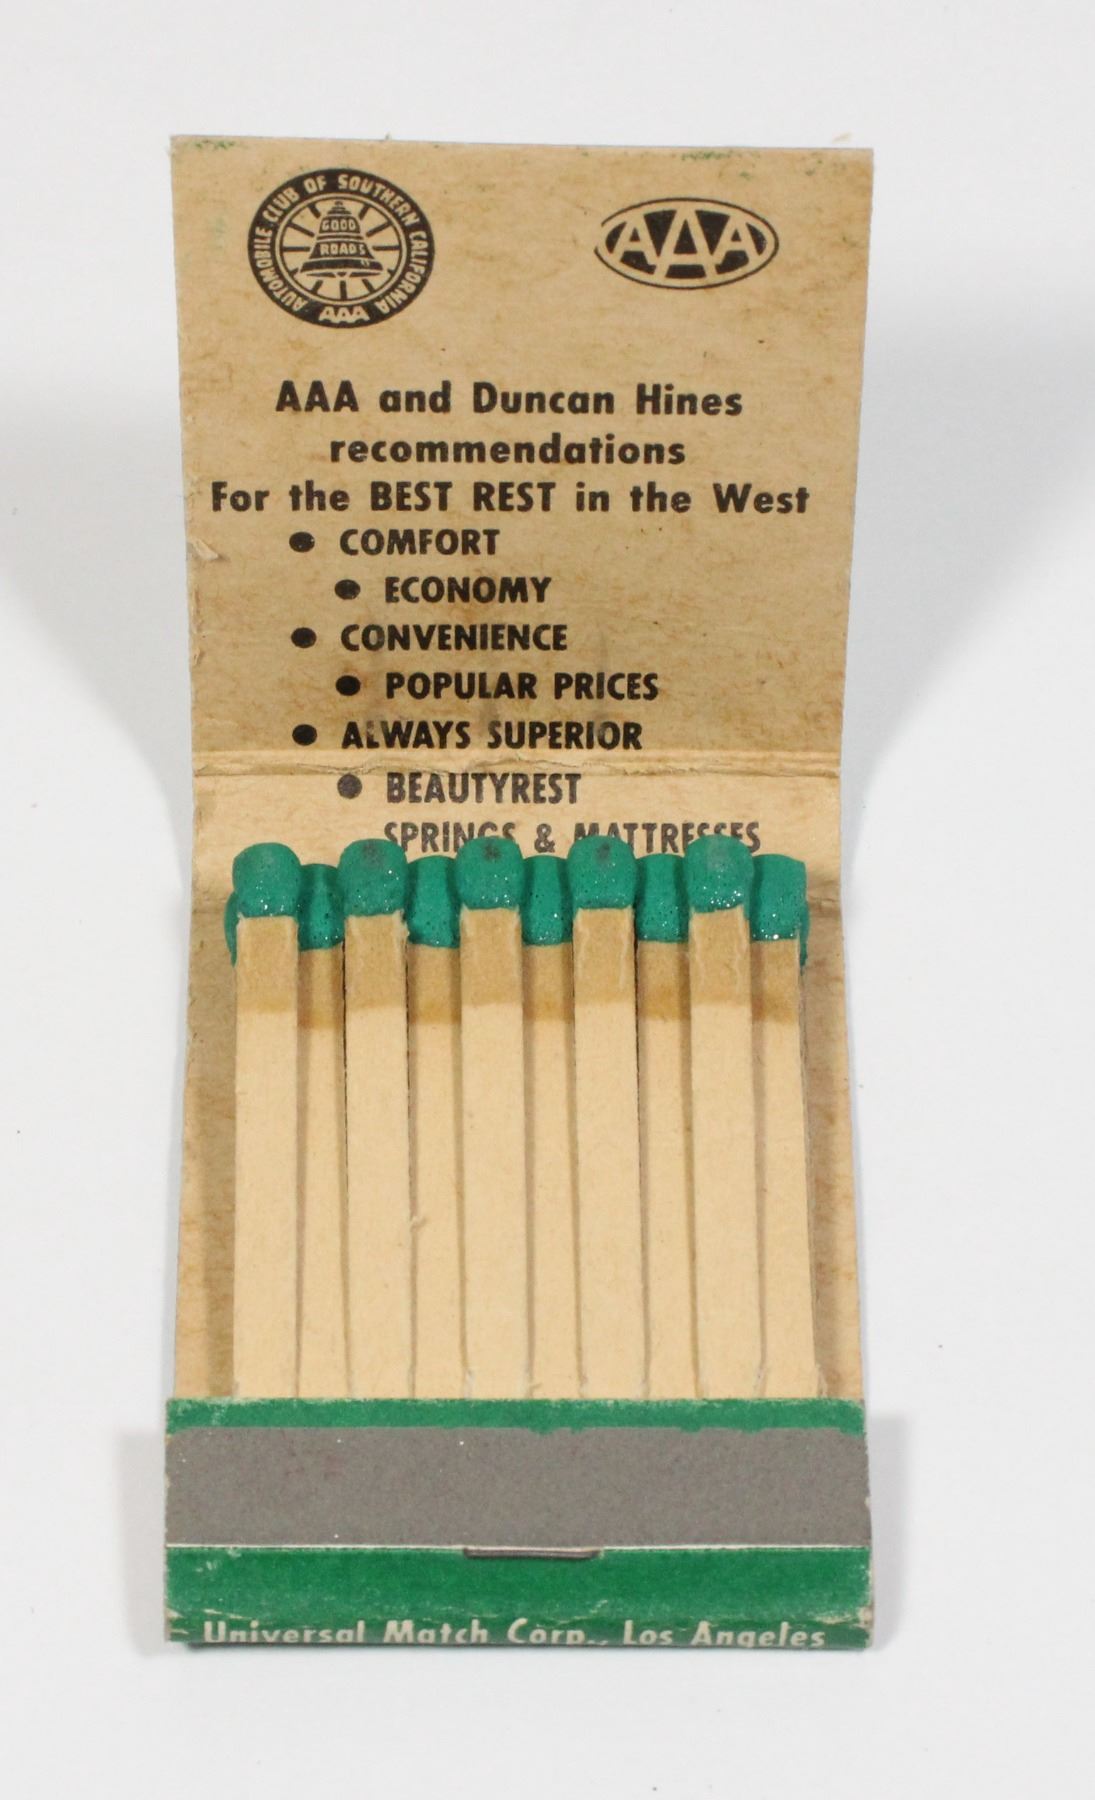 AUTOMOBILE CLUB OF SOUTHERN CALIFORNIA
GOOD
ROADS
AAA
AAA
AAA and Duncan Hines
recommendations
For the BEST REST in the West
• COMFORT
• ECONOMY
• CONVENIENCE
• POPULAR PRICES
• ALWAYS SUPERIOR
• BEAUTYREST
SPRINGS & MATTRESSES
Universal Match Corp., Los Angeles